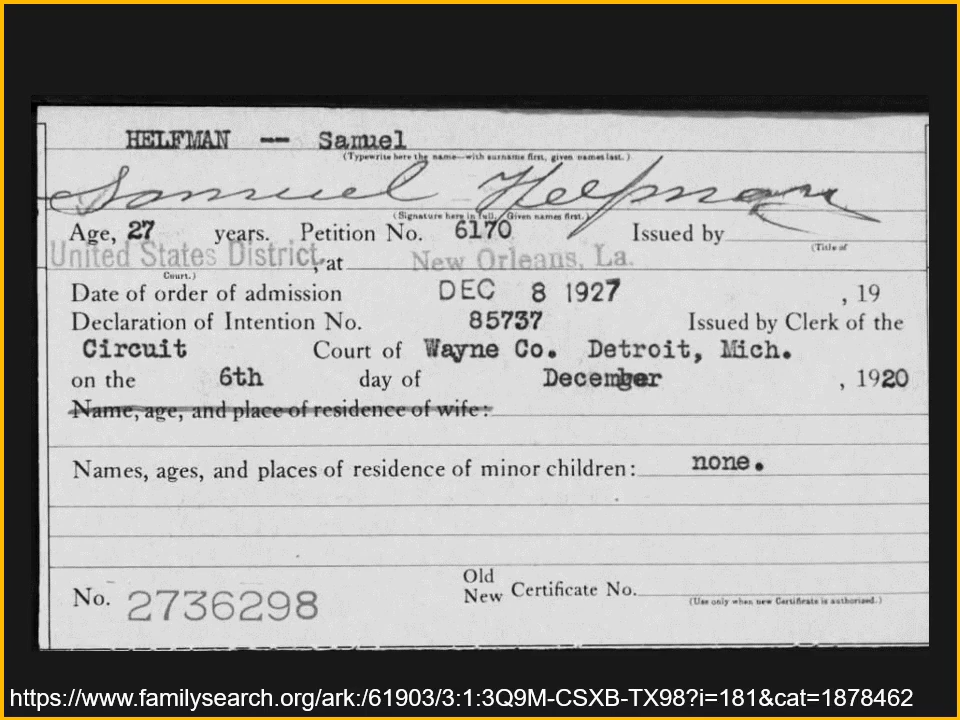 HELFMAN -- Samuel
(Typewrite here the name—with surname first, given names last.)
Samuel Helfman
(Signature here in full. Given names first.)
Age, 27 years. Petition No. 6170 Issued by
(Title of
United States District, at New Orleans, La.
Court.)
Date of order of admission DEC 8 1927 , 19
Declaration of Intention No. 85737 Issued by Clerk of the
Circuit Court of Wayne Co. Detroit, Mich.
on the 6th day of December , 1920
Name, age, and place of residence of wife:
Names, ages, and places of residence of minor children: none.
No. 2736298
Old
New Certificate No.
(Use only when new Certificate is authorized.)
https://www.familysearch.org/ark:/61903/3:1:3Q9M-CSXB-TX98?i=181&cat=1878462